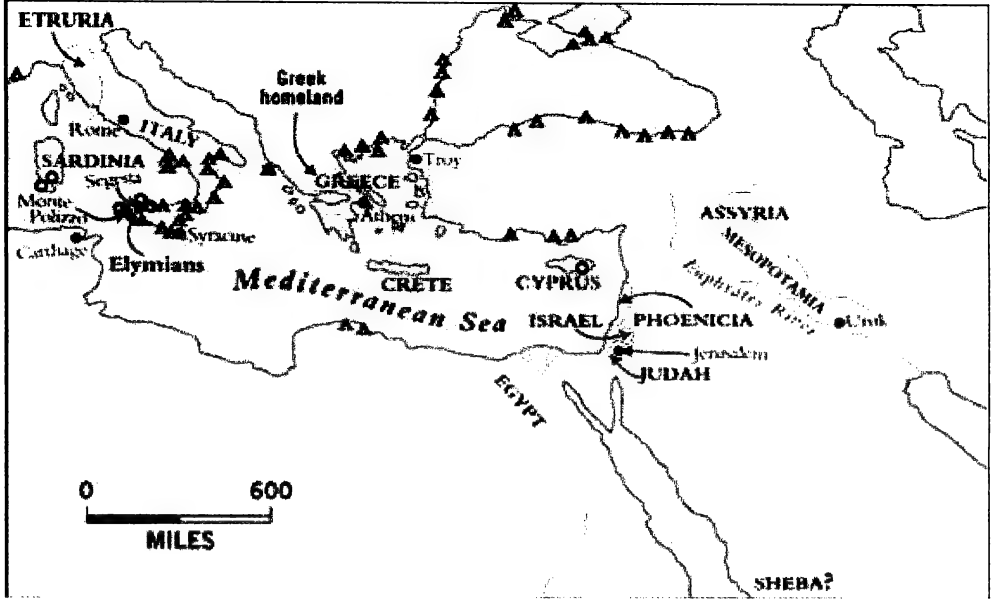 ETRURIA
Greek
homeland
Rome
ITALY
Troy
SARDINIA
Segesta
GREECE
Monte
Polizzo
Athens
ASSYRIA
Syracuse
MESOPOTAMIA
Carthage
Elymians
Euphrates River
Mediterranean Sea
CRETE
CYPRUS
ISRAEL
PHOENICIA
Uruk
Jerusalem
JUDAH
EGYPT
0 600
MILES
SHEBA?